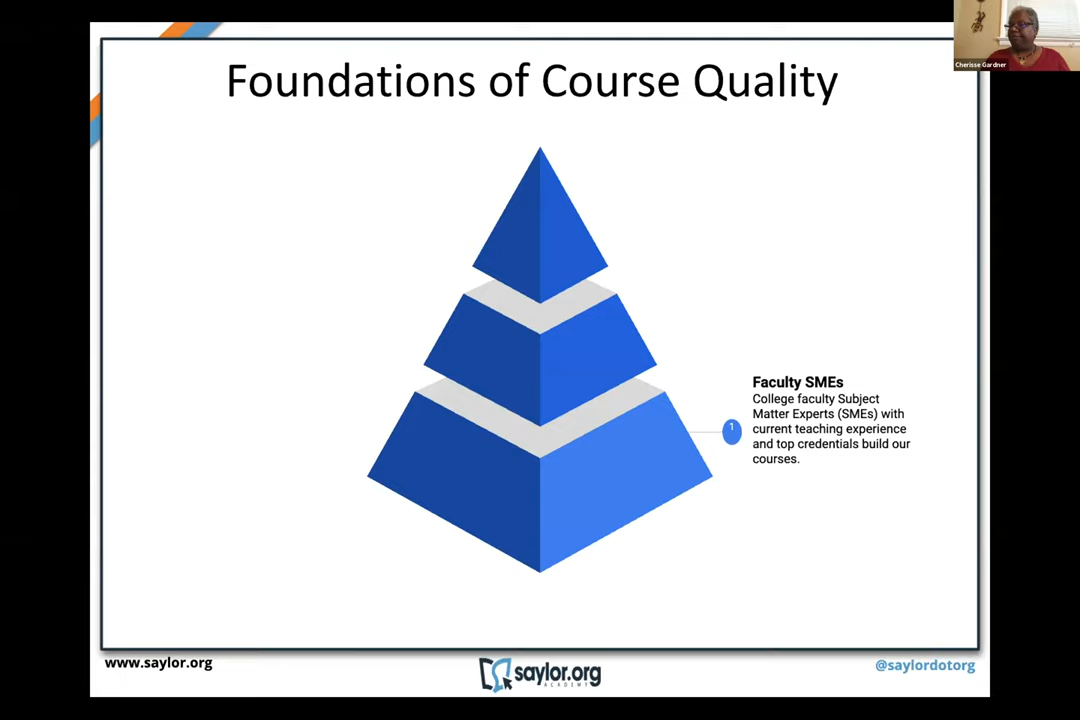 Cherisse Gardner
Foundations of Course Quality
Faculty SMEs
College faculty Subject
Matter Experts (SMEs) with
current teaching experience
and top credentials build our
courses.
1
www.saylor.org
saylor.org
ACADEMY
@saylordotorg